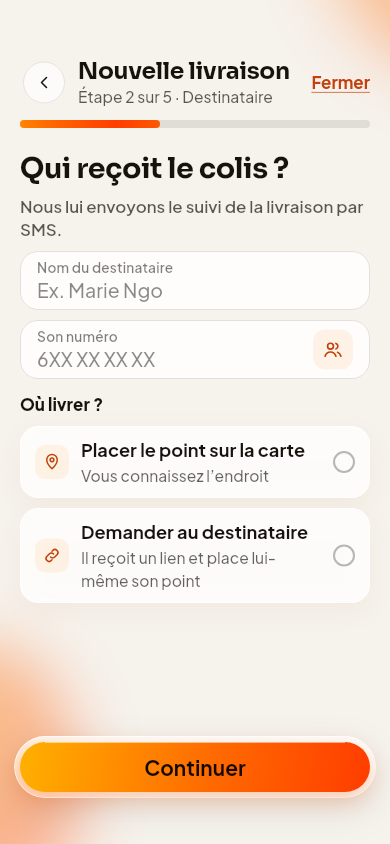 Nouvelle livraison
Étape 2 sur 5 · Destinataire
Fermer
Qui reçoit le colis ?
Nous lui envoyons le suivi de la livraison par
SMS.
Nom du destinataire
Ex. Marie Ngo
Son numéro
6XX XX XX XX
Où livrer ?
Placer le point sur la carte
Vous connaissez l’endroit
Demander au destinataire
Il reçoit un lien et place lui-
même son point
Continuer